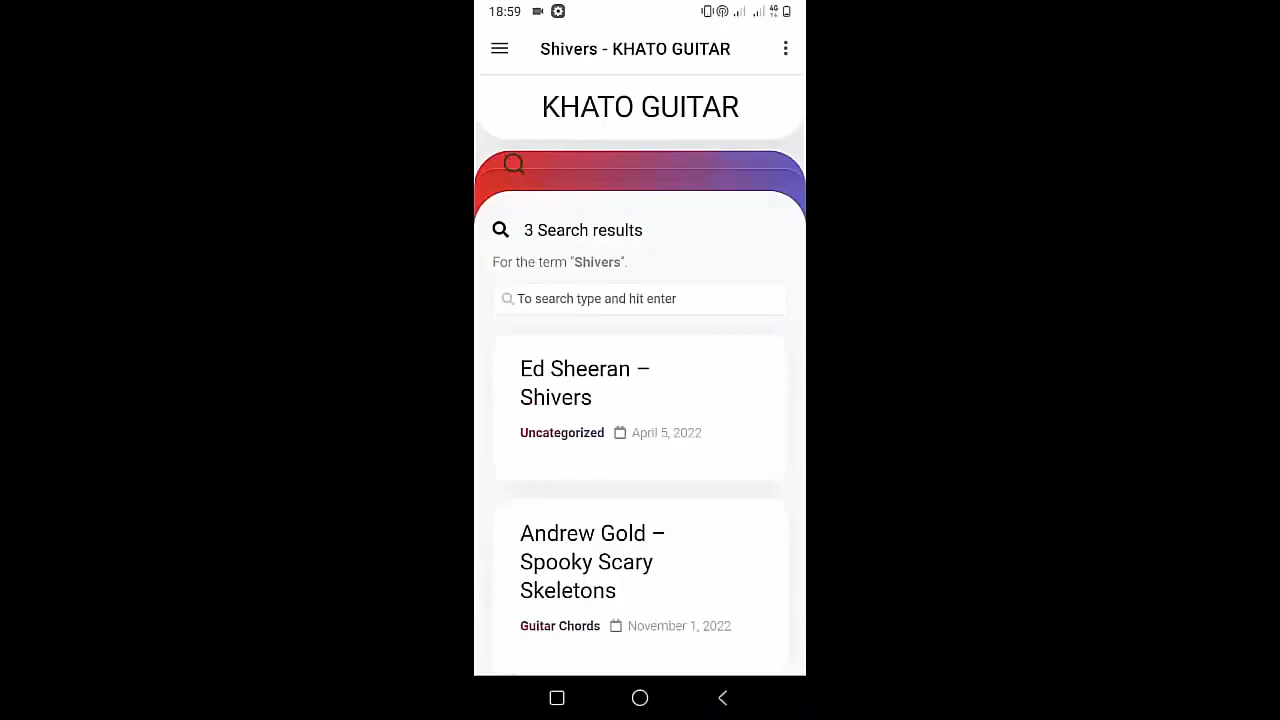 18:59
4G
Shivers - KHATO GUITAR
KHATO GUITAR
3 Search results
For the term "Shivers".
To search type and hit enter
Ed Sheeran –
Shivers
Uncategorized April 5, 2022
Andrew Gold –
Spooky Scary
Skeletons
Guitar Chords November 1, 2022